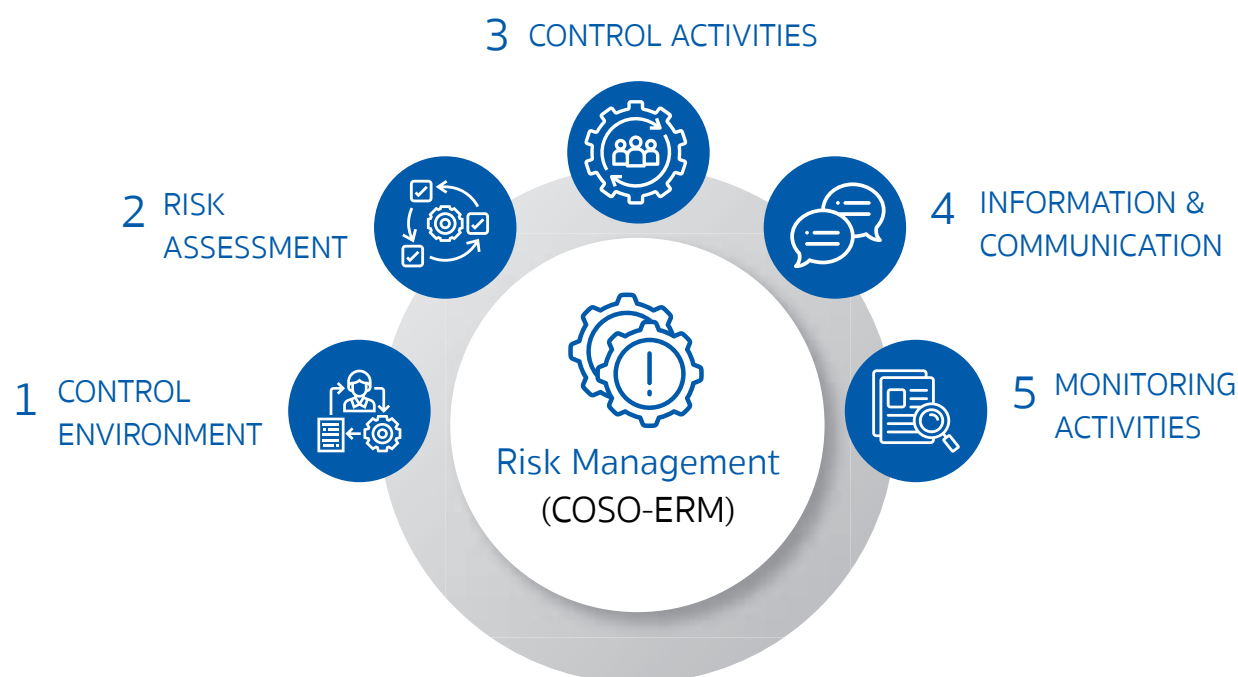 3 CONTROL ACTIVITIES
2 RISK
ASSESSMENT
4 INFORMATION &
COMMUNICATION
1 CONTROL
ENVIRONMENT
5 MONITORING
ACTIVITIES
Risk Management
(COSO-ERM)